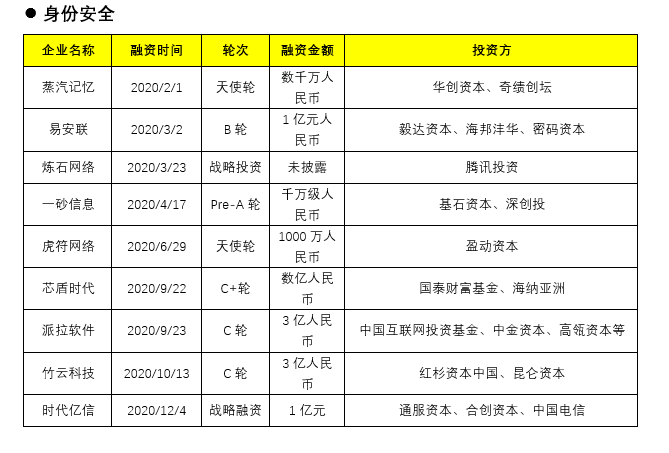 ● 身份安全
企业名称 融资时间 轮次 融资金额 投资方
蒸汽记忆 2020/2/1 天使轮 数千万人民币 华创资本、奇绩创坛
易安联 2020/3/2 B 轮 1 亿元人民币 毅达资本、海邦沣华、密码资本
炼石网络 2020/3/23 战略投资 未披露 腾讯投资
一砂信息 2020/4/17 Pre-A 轮 千万级人民币 基石资本、深创投
虎符网络 2020/6/29 天使轮 1000 万人民币 盈动资本
芯盾时代 2020/9/22 C+轮 数亿人民币 国泰财富基金、海纳亚洲
派拉软件 2020/9/23 C 轮 3 亿人民币 中国互联网投资基金、中金资本、高瓴资本等
竹云科技 2020/10/13 C 轮 3 亿人民币 红杉资本中国、昆仑资本
时代亿信 2020/12/4 战略融资 1 亿元 通服资本、合创资本、中国电信